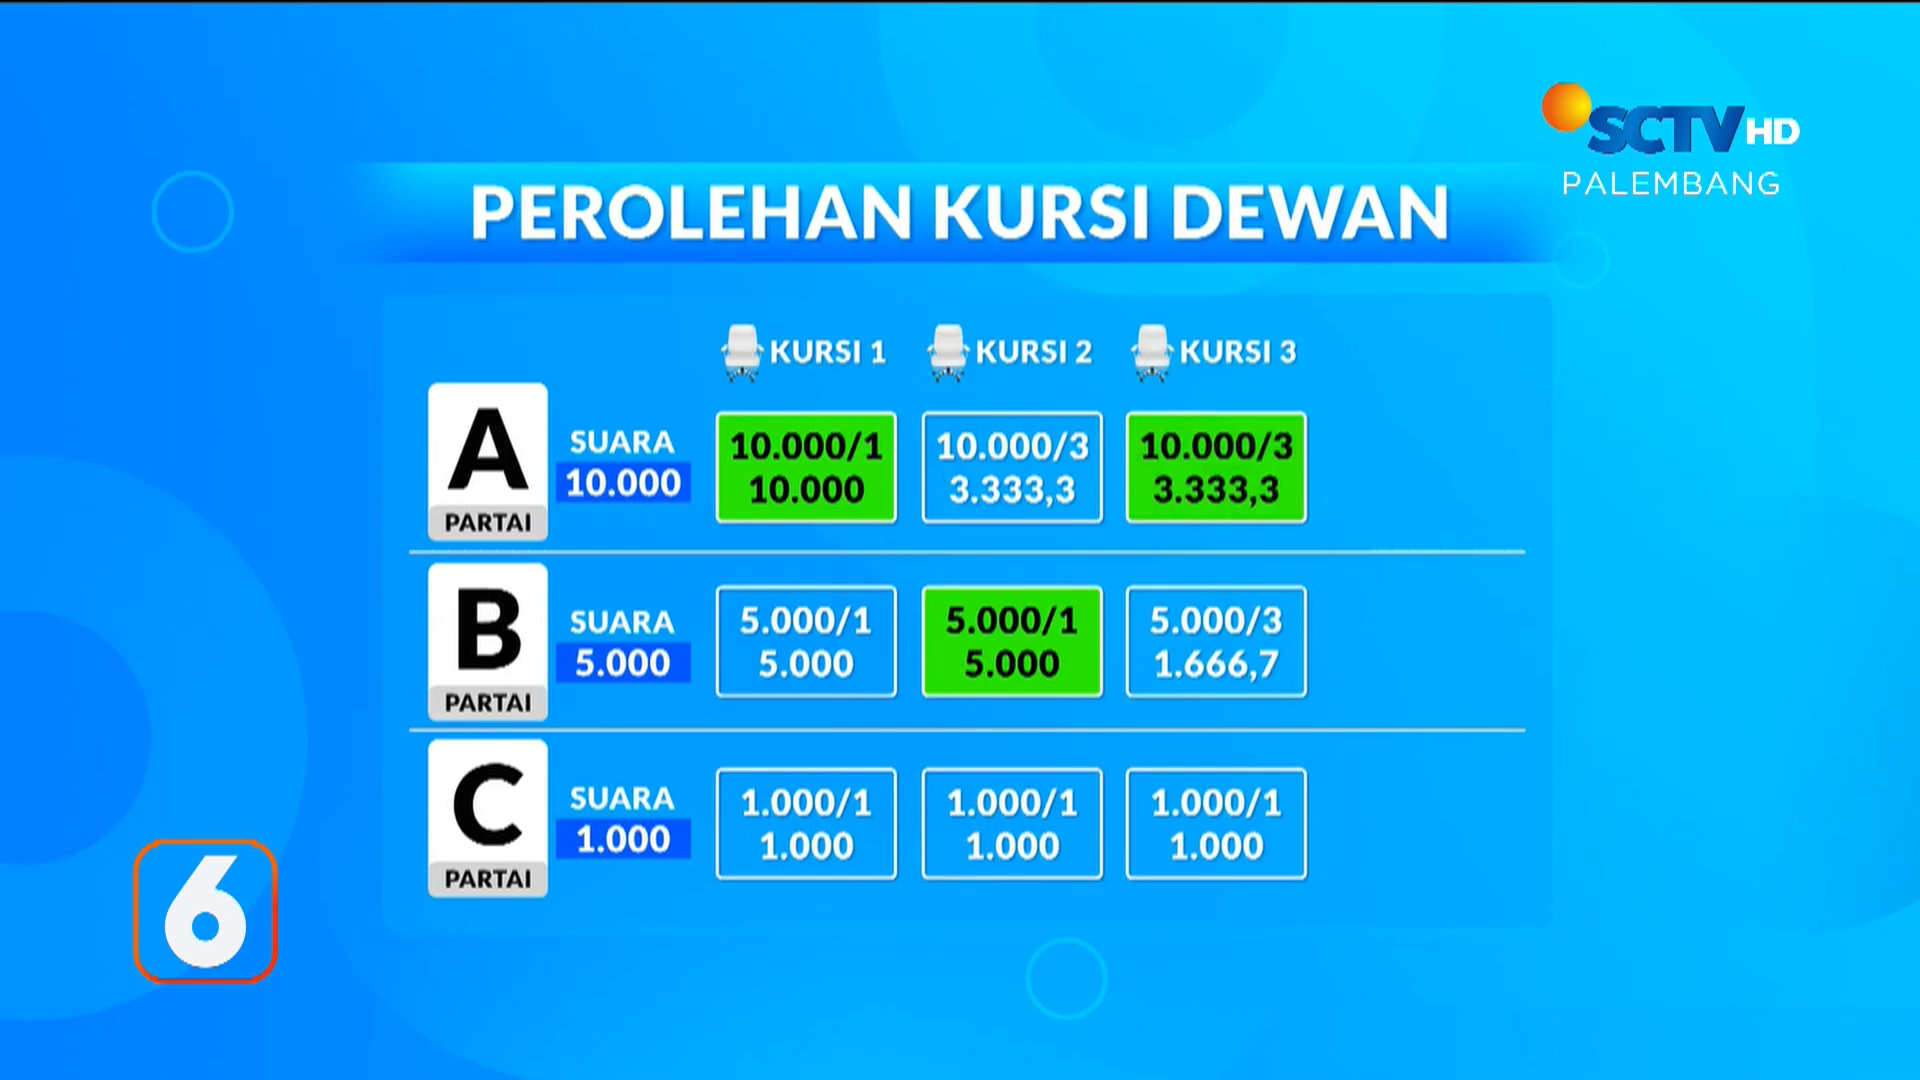 SCTV HD
PALEMBANG
PEROLEHAN KURSI DEWAN
KURSI 1
KURSI 2
KURSI 3
A
PARTAI
SUARA
10.000
10.000/1
10.000
10.000/3
3.333,3
10.000/3
3.333,3
B
PARTAI
SUARA
5.000
5.000/1
5.000
5.000/1
5.000
5.000/3
1.666,7
C
PARTAI
SUARA
1.000
1.000/1
1.000
1.000/1
1.000
1.000/1
1.000
6